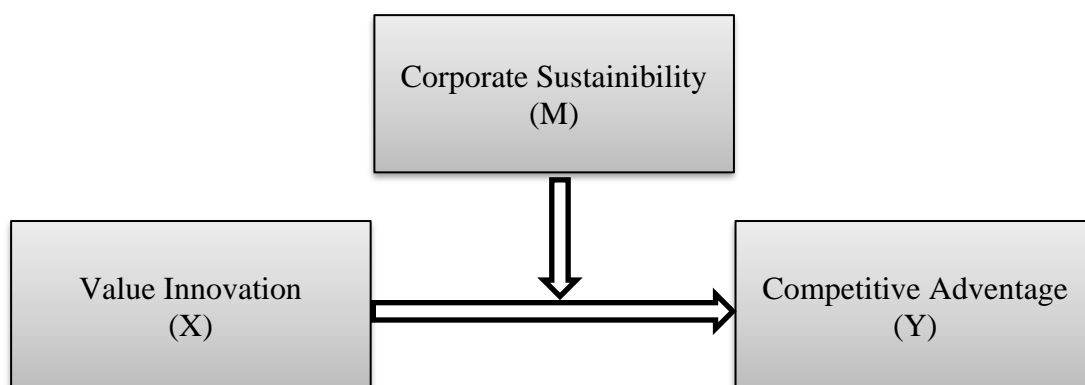 Corporate Sustainibility
(M)
Value Innovation
(X)
Competitive Adventage
(Y)